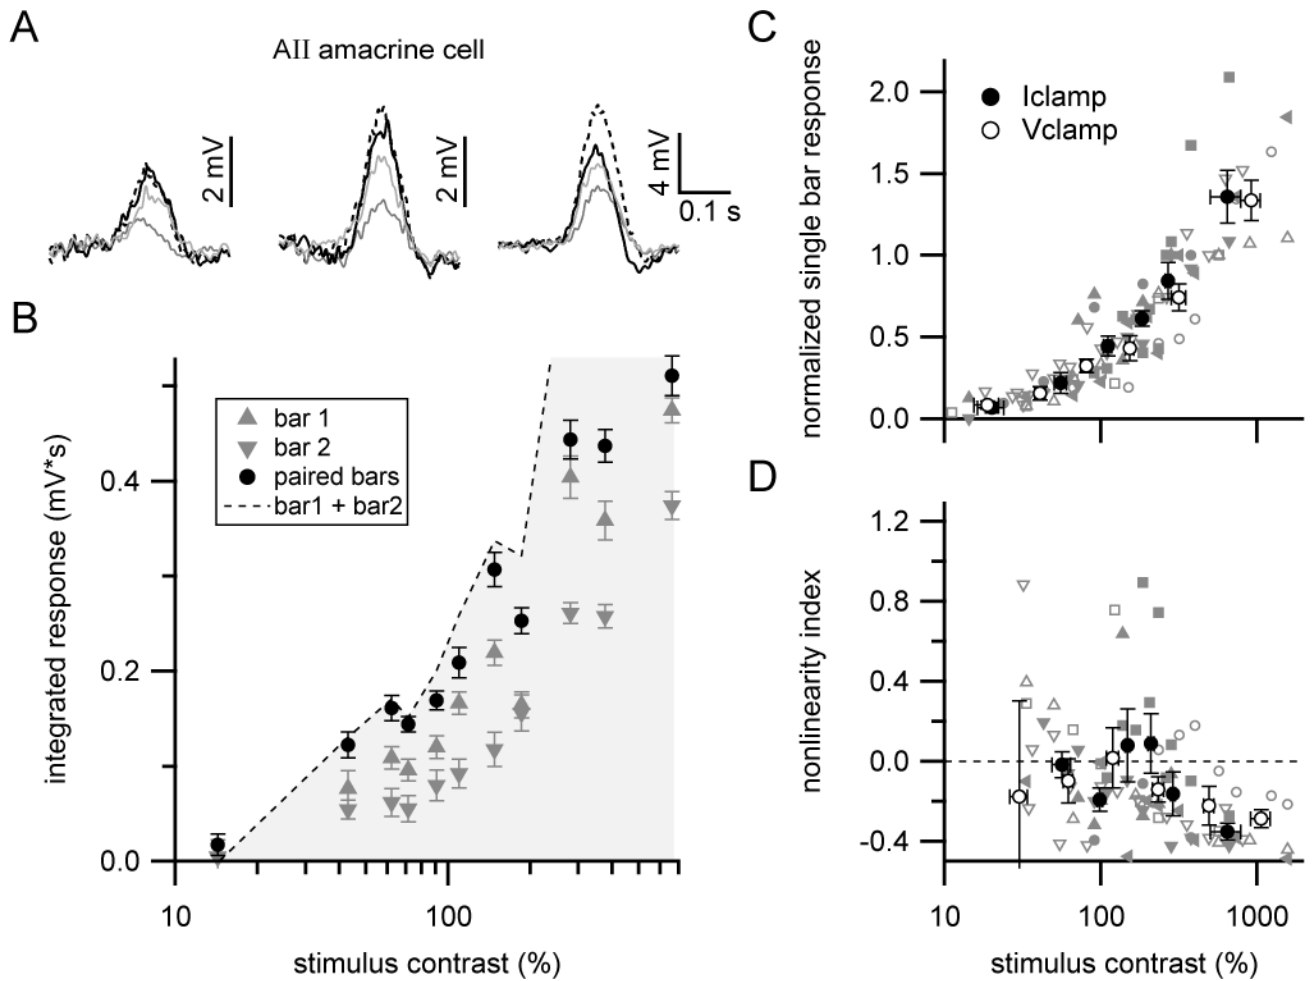 A
AII amacrine cell
2 mV
2 mV
4 mV
0.1 s
B
integrated response (mV*s)
0.4
0.2
0.0
bar 1
bar 2
paired bars
bar1 + bar2
10
100
stimulus contrast (%)
C
normalized single bar response
2.0
1.5
1.0
0.5
0.0
Iclamp
Vclamp
D
nonlinearity index
1.2
0.8
0.4
0.0
-0.4
10
100
1000
stimulus contrast (%)